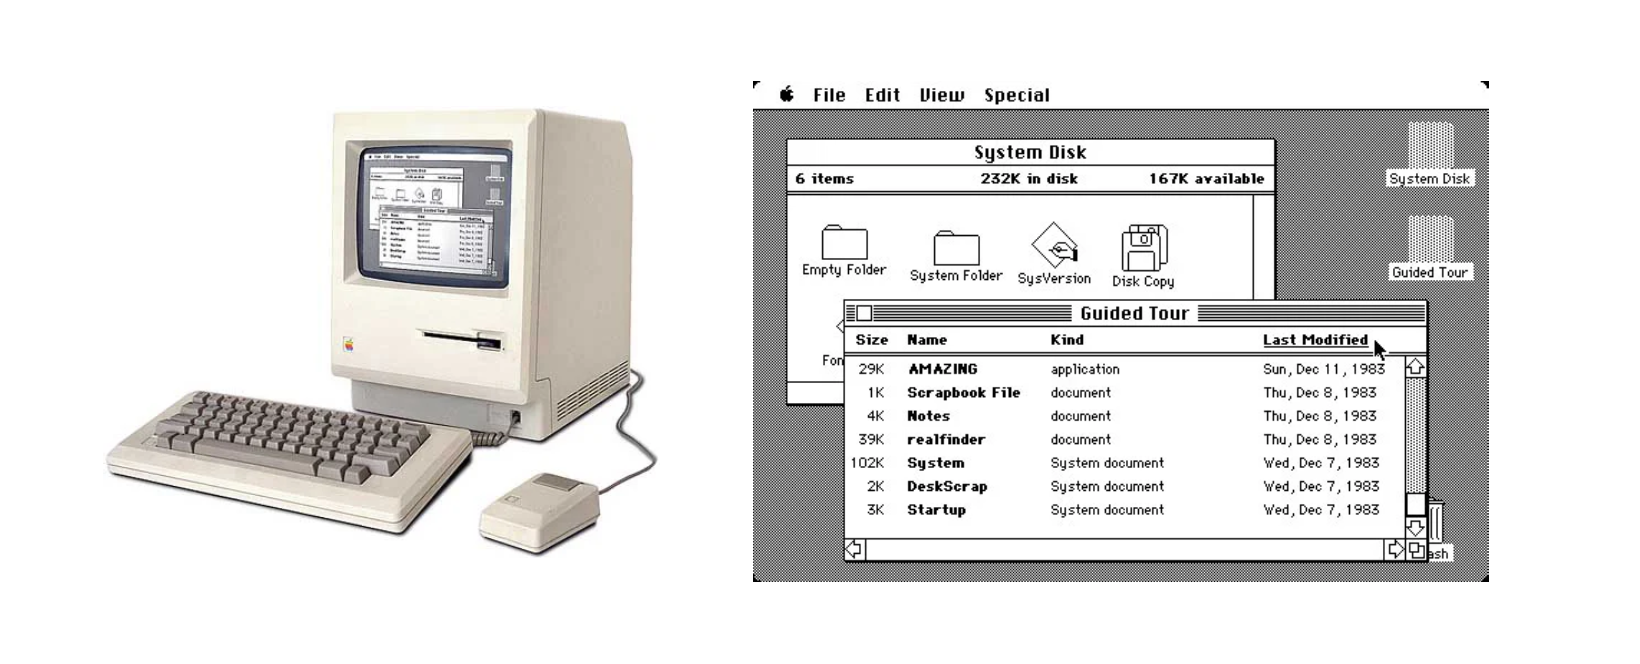 File Edit View Special
System Disk
6 items 232K in disk 167K available
Empty Folder System Folder SysVersion Disk Copy
System Disk
Guided Tour
Fon
Guided Tour
Size Name Kind Last Modified
29K AMAZING application Sun, Dec 11, 1983
1K Scrapbook File document Thu, Dec 8, 1983
4K Notes document Thu, Dec 8, 1983
39K realfinder document Thu, Dec 8, 1983
102K System System document Wed, Dec 7, 1983
2K DeskScrap System document Wed, Dec 7, 1983
3K Startup System document Wed, Dec 7, 1983
ash